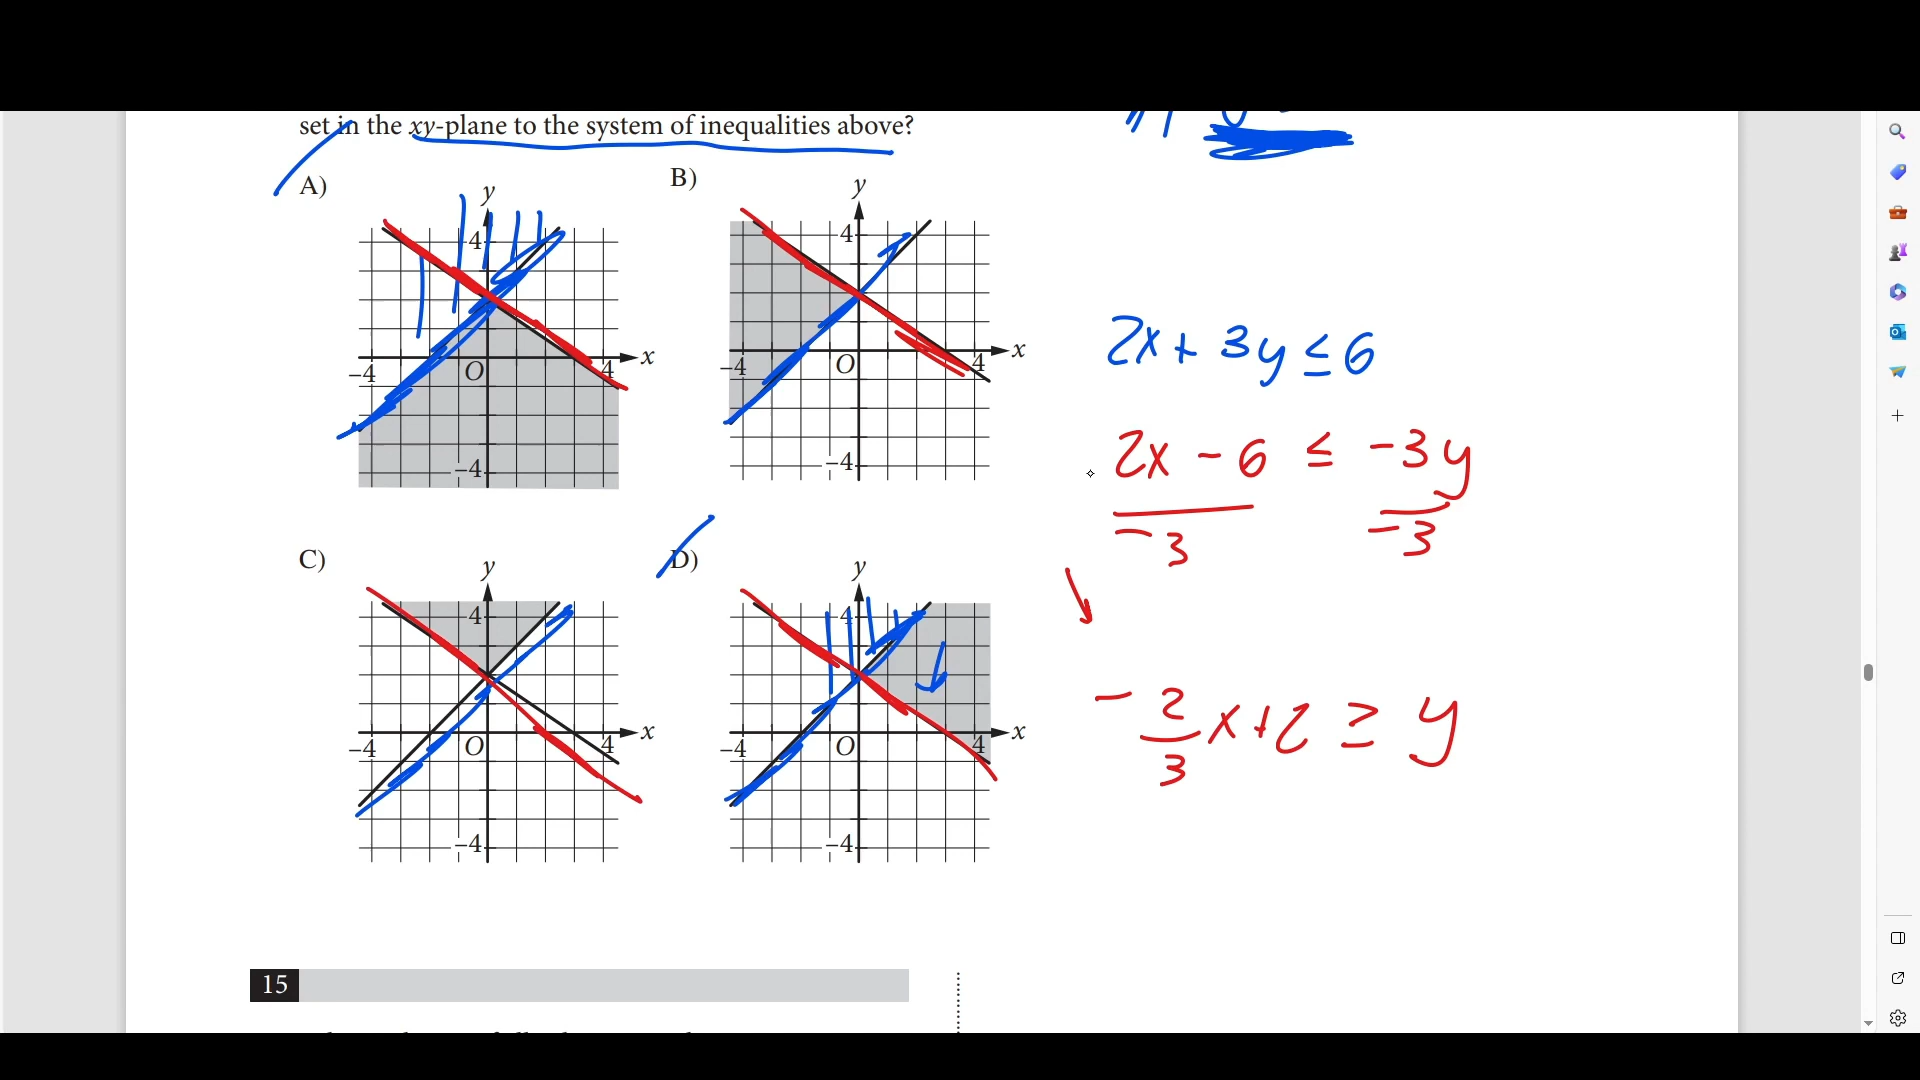 set in the xy-plane to the system of inequalities above?
A)
y
4
−4
O
4
x
−4
B)
y
4
−4
O
4
x
−4
C)
y
4
−4
O
4
x
−4
D)
y
4
−4
O
4
x
−4
2x + 3y ≤ 6
2x - 6 ≤ -3y
-3 -3
- 2/3 x + 2 ≥ y
15